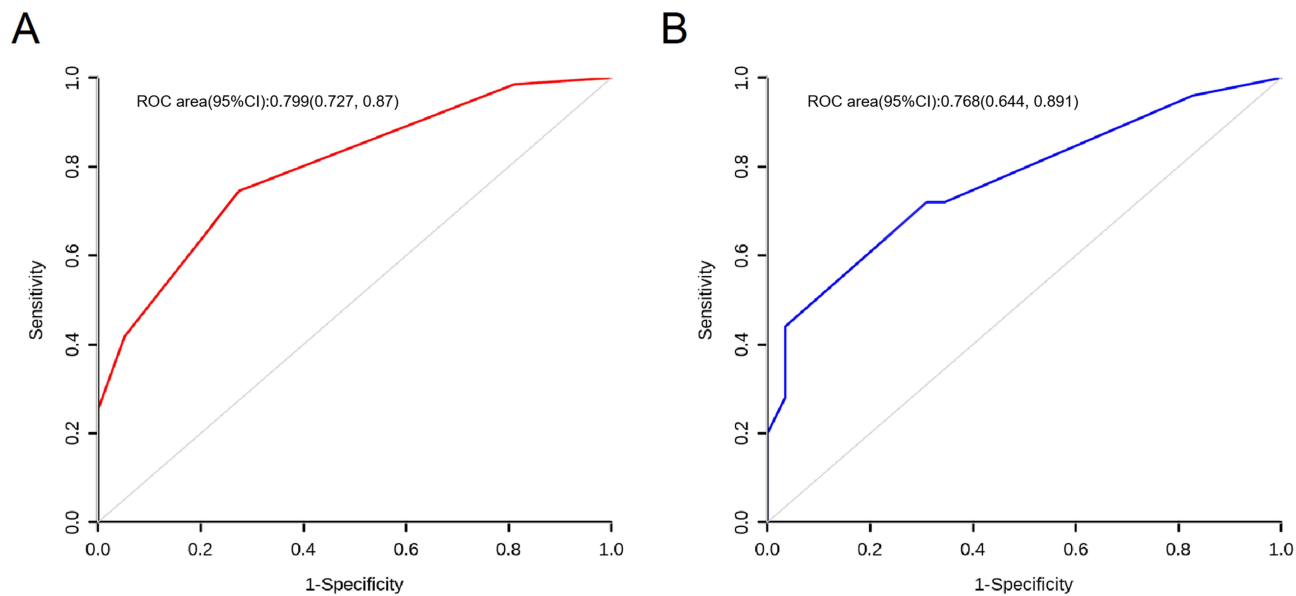 A
ROC area(95%CI):0.799(0.727, 0.87)
1.0
0.8
0.6
0.4
0.2
0.0
Sensitivity
0.0 0.2 0.4 0.6 0.8 1.0
1-Specificity
B
ROC area(95%CI):0.768(0.644, 0.891)
1.0
0.8
0.6
0.4
0.2
0.0
Sensitivity
0.0 0.2 0.4 0.6 0.8 1.0
1-Specificity